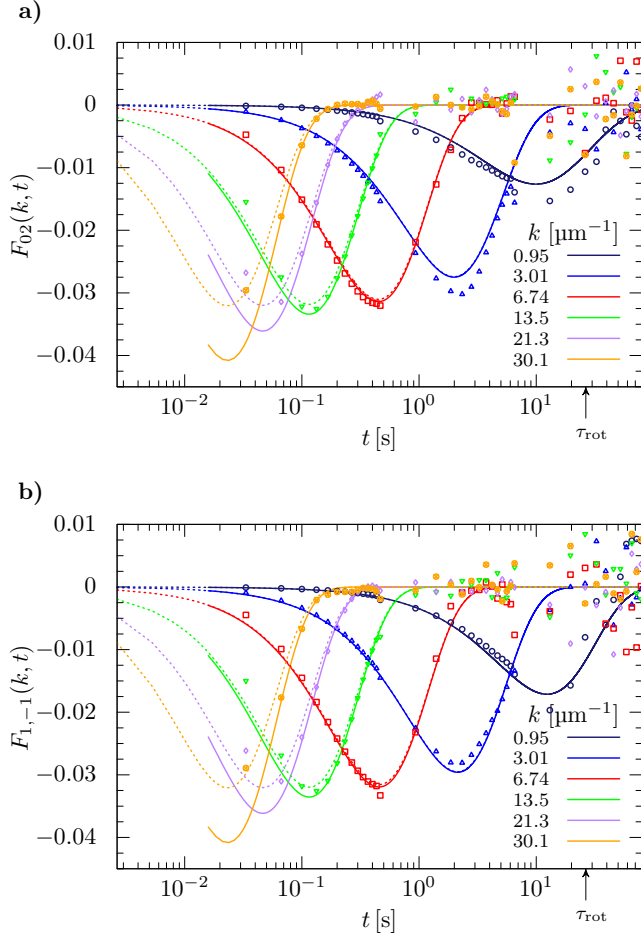 a)
0.01
0
−0.01
−0.02
−0.03
−0.04
F₀₂(k, t)
k [µm⁻¹]
0.95
3.01
6.74
13.5
21.3
30.1
10⁻² 10⁻¹ 10⁰ 10¹
t [s]
τ_rot
b)
0.01
0
−0.01
−0.02
−0.03
−0.04
F₁,₋₁(k, t)
k [µm⁻¹]
0.95
3.01
6.74
13.5
21.3
30.1
10⁻² 10⁻¹ 10⁰ 10¹
t [s]
τ_rot